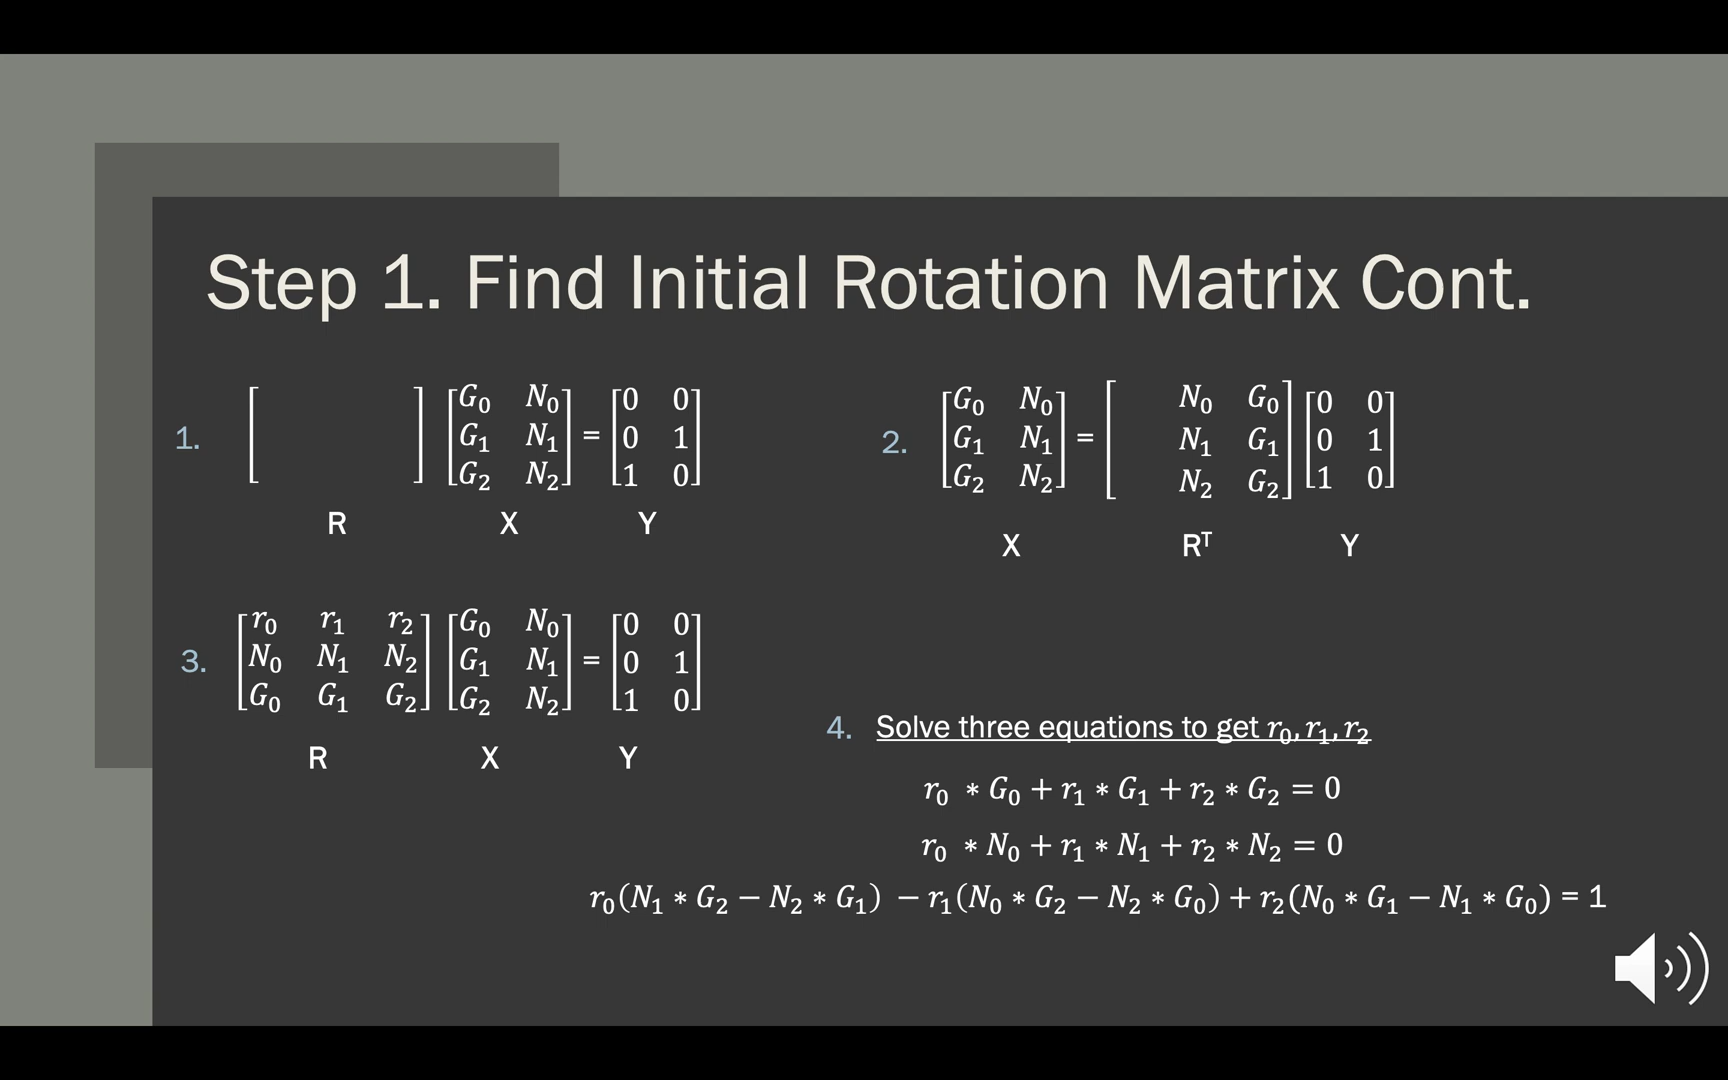 Step 1. Find Initial Rotation Matrix Cont.
1. [ ] [G₀ N₀; G₁ N₁; G₂ N₂] = [0 0; 0 1; 1 0]
R X Y
2. [G₀ N₀; G₁ N₁; G₂ N₂] = [ N₀ G₀; N₁ G₁; N₂ G₂] [0 0; 0 1; 1 0]
X Rᵀ Y
3. [r₀ r₁ r₂; N₀ N₁ N₂; G₀ G₁ G₂] [G₀ N₀; G₁ N₁; G₂ N₂] = [0 0; 0 1; 1 0]
R X Y
4. Solve three equations to get r₀,r₁,r₂
r₀ * G₀ + r₁ * G₁ + r₂ * G₂ = 0
r₀ * N₀ + r₁ * N₁ + r₂ * N₂ = 0
r₀(N₁ * G₂ − N₂ * G₁) − r₁(N₀ * G₂ − N₂ * G₀) + r₂(N₀ * G₁ − N₁ * G₀) = 1